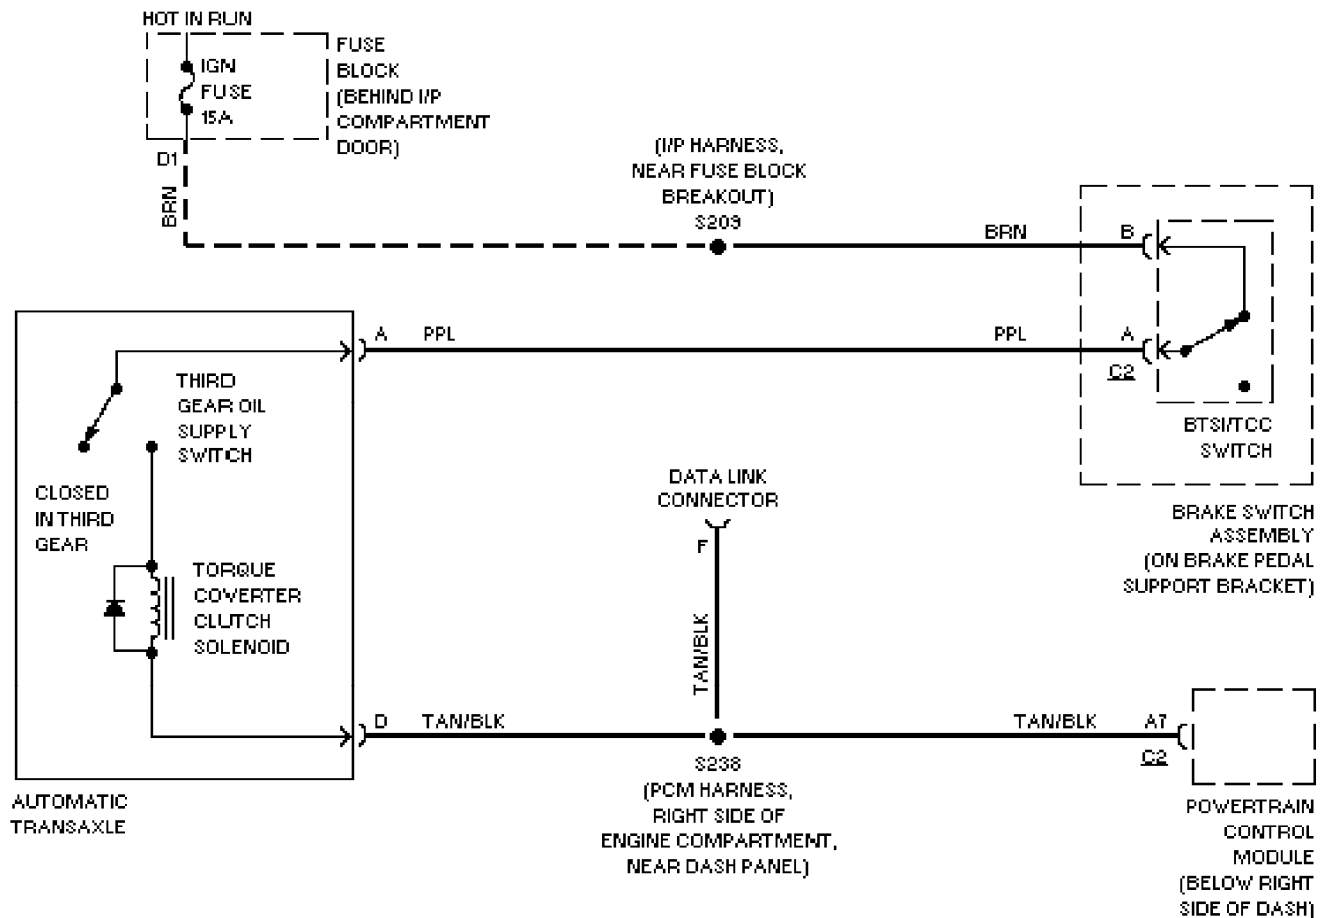 HOT IN RUN
IGN
FUSE
15A
FUSE
BLOCK
(BEHIND I/P
COMPARTMENT
DOOR)
D1
BRN
(I/P HARNESS,
NEAR FUSE BLOCK
BREAKOUT)
S209
BRN
B
A
PPL
PPL
A
C2
BTSI/TCC
SWITCH
BRAKE SWITCH
ASSEMBLY
(ON BRAKE PEDAL
SUPPORT BRACKET)
THIRD
GEAR OIL
SUPPLY
SWITCH
CLOSED
IN THIRD
GEAR
TORQUE
COVERTER
CLUTCH
SOLENOID
DATA LINK
CONNECTOR
F
TAN/BLK
D
TAN/BLK
TAN/BLK
A7
C2
S238
(PCM HARNESS,
RIGHT SIDE OF
ENGINE COMPARTMENT,
NEAR DASH PANEL)
AUTOMATIC
TRANSAXLE
POWERTRAIN
CONTROL
MODULE
(BELOW RIGHT
SIDE OF DASH)